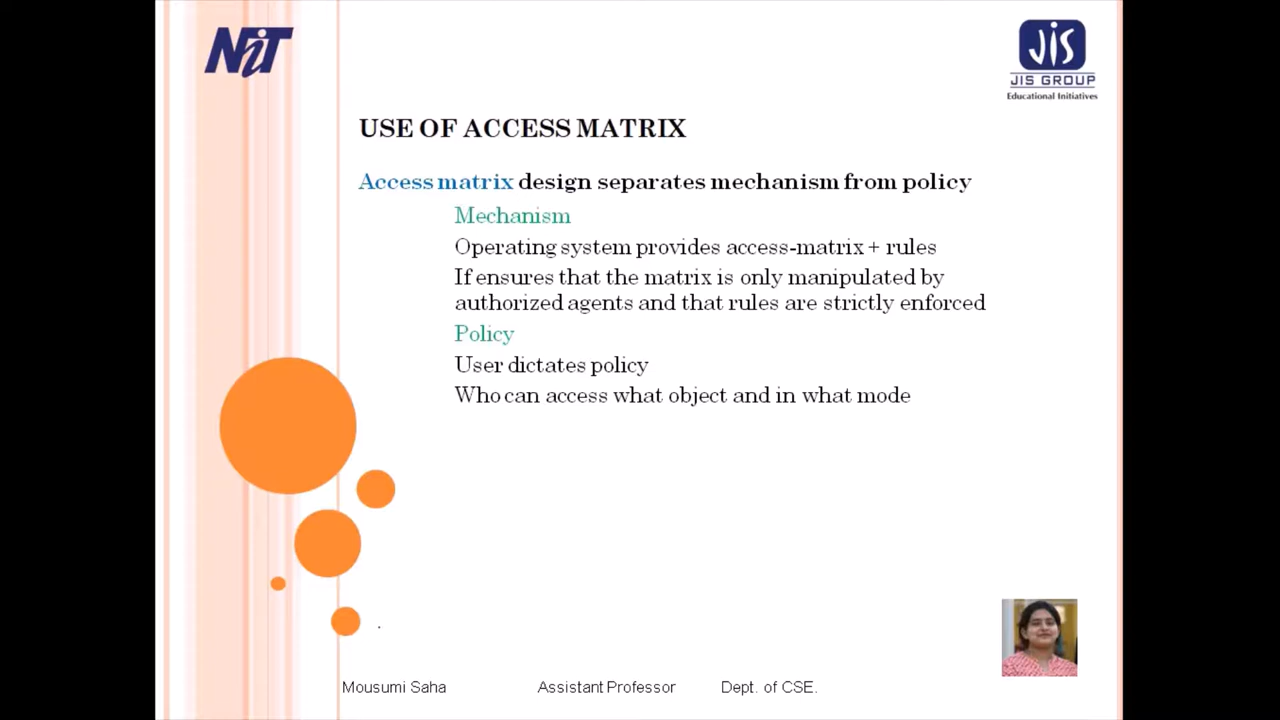 NiT
JIS
JIS GROUP
Educational Initiatives
USE OF ACCESS MATRIX
Access matrix design separates mechanism from policy
Mechanism
Operating system provides access-matrix + rules
If ensures that the matrix is only manipulated by
authorized agents and that rules are strictly enforced
Policy
User dictates policy
Who can access what object and in what mode
.
Mousumi Saha Assistant Professor Dept. of CSE.